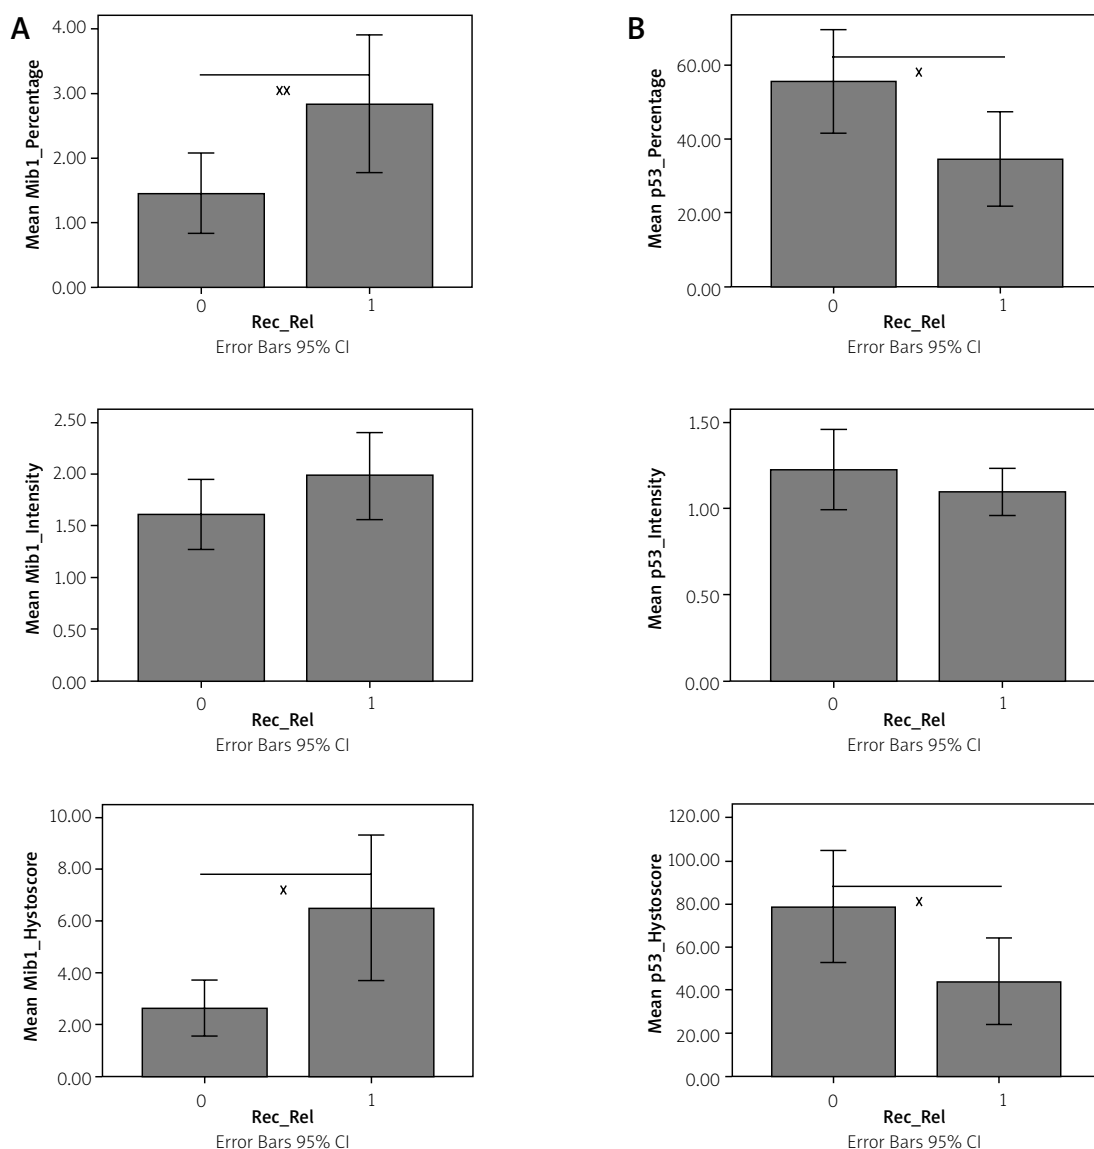 A
Mean Mib1_Percentage
4.00
3.00
2.00
1.00
0.00
xx
0 1
Rec_Rel
Error Bars 95% CI
B
Mean p53_Percentage
60.00
40.00
20.00
0.00
x
0 1
Rec_Rel
Error Bars 95% CI
Mean Mib1_Intensity
2.50
2.00
1.50
1.00
0.50
0.00
0 1
Rec_Rel
Error Bars 95% CI
Mean p53_Intensity
1.50
1.00
0.50
0.00
0 1
Rec_Rel
Error Bars 95% CI
Mean Mib1_Hystoscore
10.00
8.00
6.00
4.00
2.00
0.00
x
0 1
Rec_Rel
Error Bars 95% CI
Mean p53_Hystoscore
120.00
100.00
80.00
60.00
40.00
20.00
0.00
x
0 1
Rec_Rel
Error Bars 95% CI